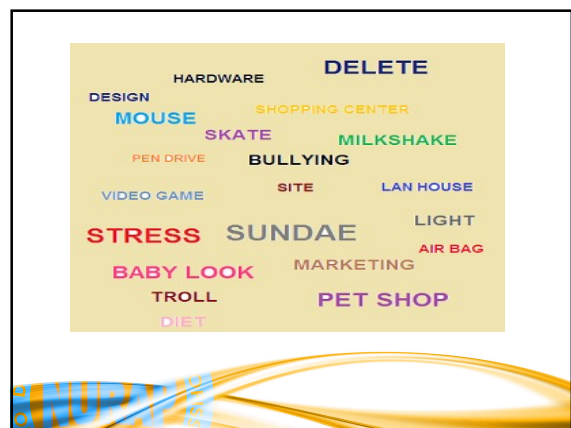 DELETE
HARDWARE
DESIGN
SHOPPING CENTER
MOUSE
SKATE
MILKSHAKE
PEN DRIVE
BULLYING
SITE
LAN HOUSE
VIDEO GAME
LIGHT
STRESS
SUNDAE
AIR BAG
MARKETING
BABY LOOK
TROLL
PET SHOP
DIET